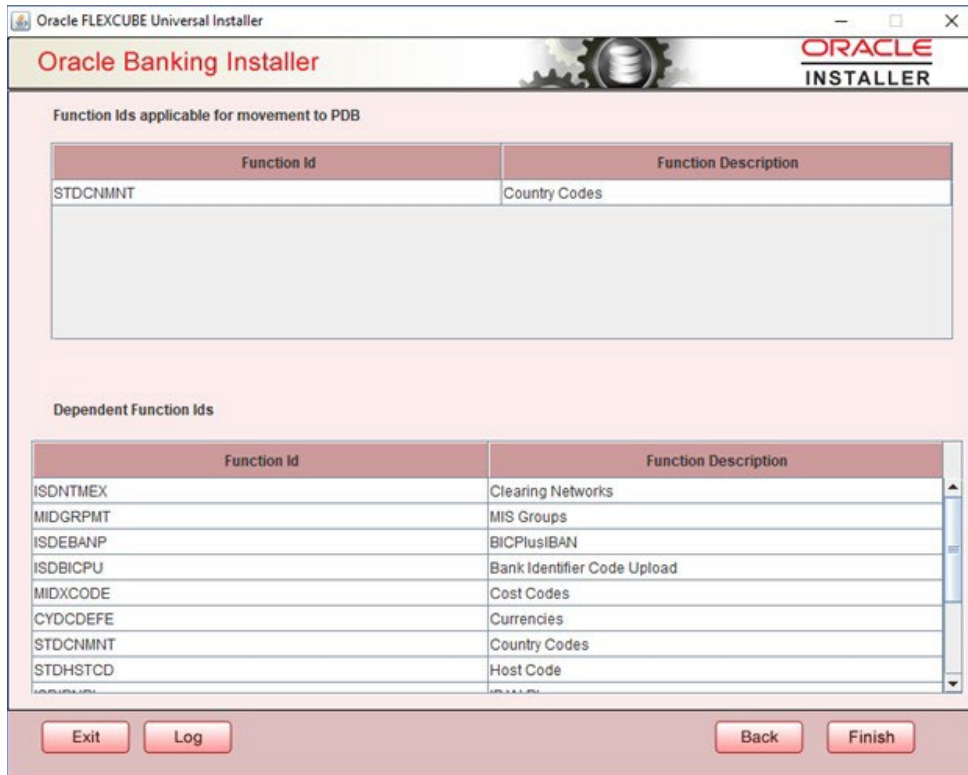 Oracle FLEXCUBE Universal Installer
Oracle Banking Installer
ORACLE
INSTALLER
Function Ids applicable for movement to PDB
Function Id Function Description
STDCNMNT Country Codes
Dependent Function Ids
Function Id Function Description
ISDNTMEX Clearing Networks
MIDGRPMT MIS Groups
ISDEBANP BICPlusIBAN
ISDBICPU Bank Identifier Code Upload
MIDXCODE Cost Codes
CYDCDEFE Currencies
STDCNMNT Country Codes
STDHSTCD Host Code
Exit Log Back Finish